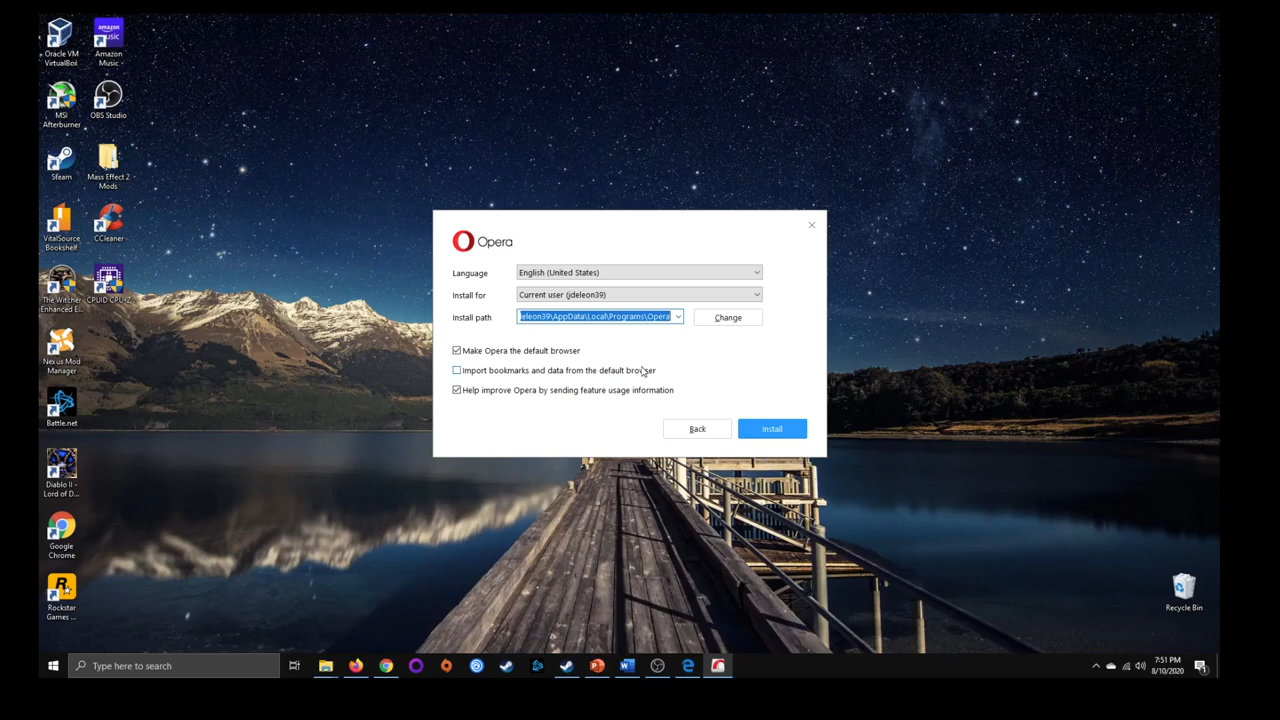 Oracle VM
VirtualBox
amazon
music
Amazon
Music
MSI
Afterburner
OBS Studio
Steam
Mass Effect 2
Mods
VitalSource
Bookshelf
CCleaner
The Witcher
Enhanced E...
CPUID CPU-Z
Nexus Mod
Manager
Battle.net
Diablo II -
Lord of D...
Google
Chrome
R
Rockstar
Games ...
Opera
Language
English (United States)
Install for
Current user (jdeleon39)
Install path
leleon39\AppData\Local\Programs\Opera
Change
Make Opera the default browser
Import bookmarks and data from the default browser
Help improve Opera by sending feature usage information
Back
Install
Recycle Bin
Type here to search
7:51 PM
8/10/2020